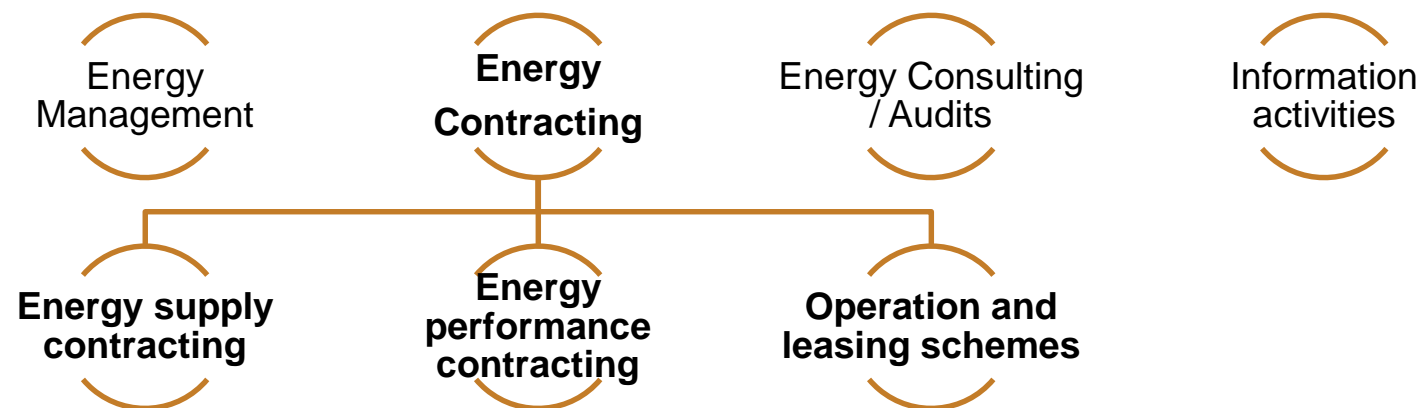 Energy
Management
Energy
Contracting
Energy Consulting
/ Audits
Information
activities
Energy supply
contracting
Energy
performance
contracting
Operation and
leasing schemes